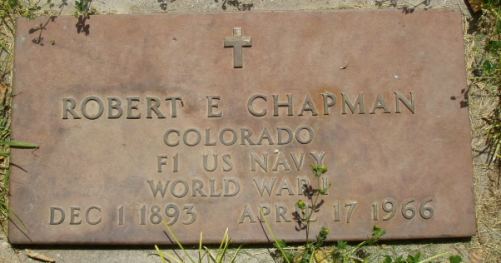 ROBERT E CHAPMAN
COLORADO
F1 US NAVY
WORLD WAR I
DEC 1 1893 APRIL 17 1966